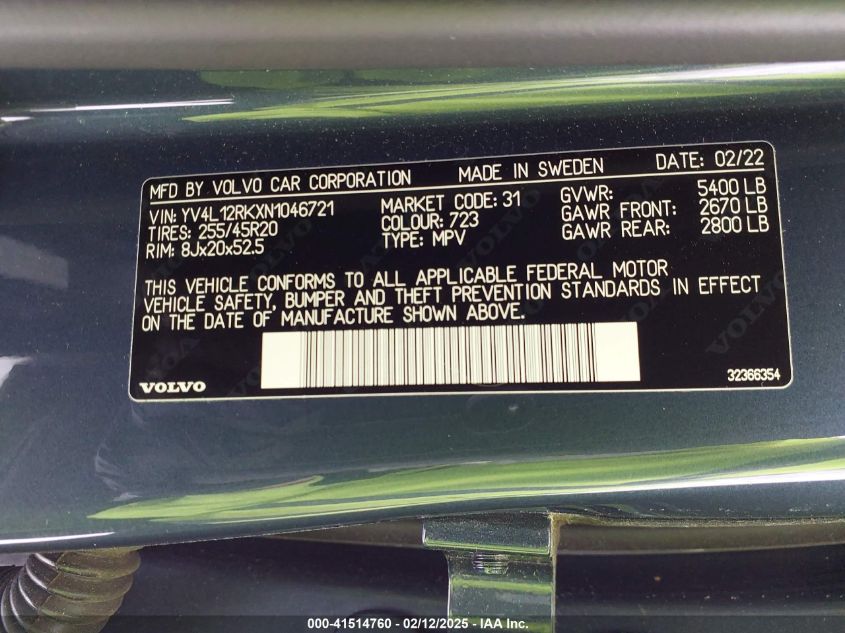 MFD BY VOLVO CAR CORPORATION MADE IN SWEDEN DATE: 02/22
VIN: YV4L12RKXN1046721 MARKET CODE: 31 GVWR: 5400 LB
TIRES: 255/45R20 COLOUR: 723 GAWR FRONT: 2670 LB
RIM: 8Jx20x52.5 TYPE: MPV GAWR REAR: 2800 LB
THIS VEHICLE CONFORMS TO ALL APPLICABLE FEDERAL MOTOR
VEHICLE SAFETY, BUMPER AND THEFT PREVENTION STANDARDS IN EFFECT
ON THE DATE OF MANUFACTURE SHOWN ABOVE.
VOLVO 32366354
000-41514760 - 02/12/2025 - IAA Inc.